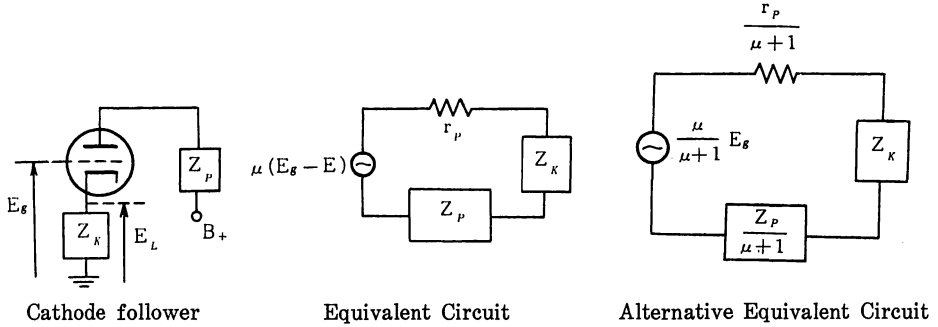 E_g
Z_K
E_L
Z_P
B_+
Cathode follower
μ(E_g − E)
r_P
Z_K
Z_P
Equivalent Circuit
r_P
μ+1
μ
μ+1
E_g
Z_K
Z_P
μ+1
Alternative Equivalent Circuit